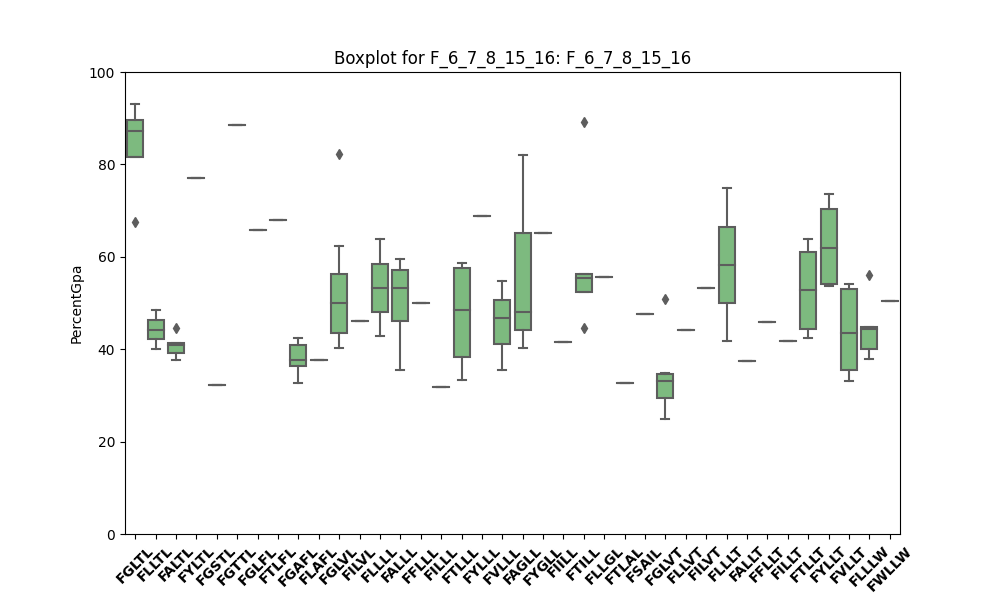 Boxplot for F_6_7_8_15_16: F_6_7_8_15_16
100
80
60
40
20
0
PercentGpa
FGLTL
FLLTL
FALTL
FYLTL
FGSTL
FGTTL
FGLFL
FTLFL
FGAFL
FLAFL
FGLVL
FILVL
FLLLL
FALLL
FFLLL
FILLL
FTLLL
FYLLL
FVLLL
FAGLL
FYGLL
FIILL
FTILL
FLLGL
FTLAL
FSAIL
FGLVT
FLLVT
FILVT
FLLLT
FALLT
FFLLT
FILLT
FTLLT
FYLLT
FVLLT
FLLLW
FWLLW